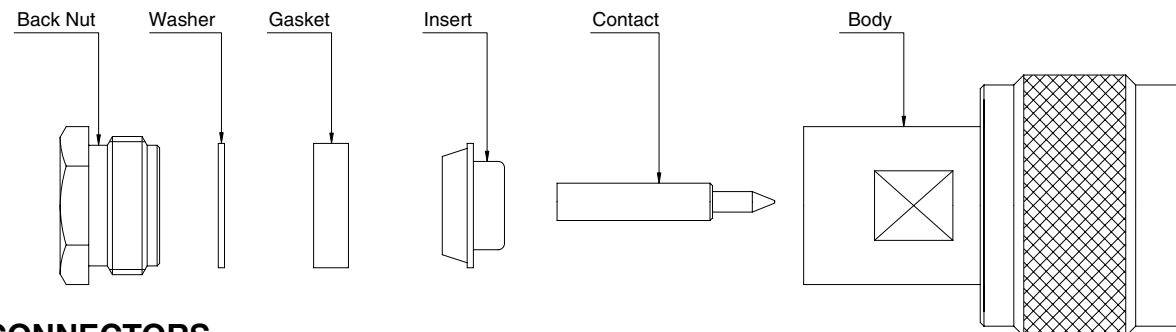 Back Nut
Washer
Gasket
Insert
Contact
Body
CONNECTORS